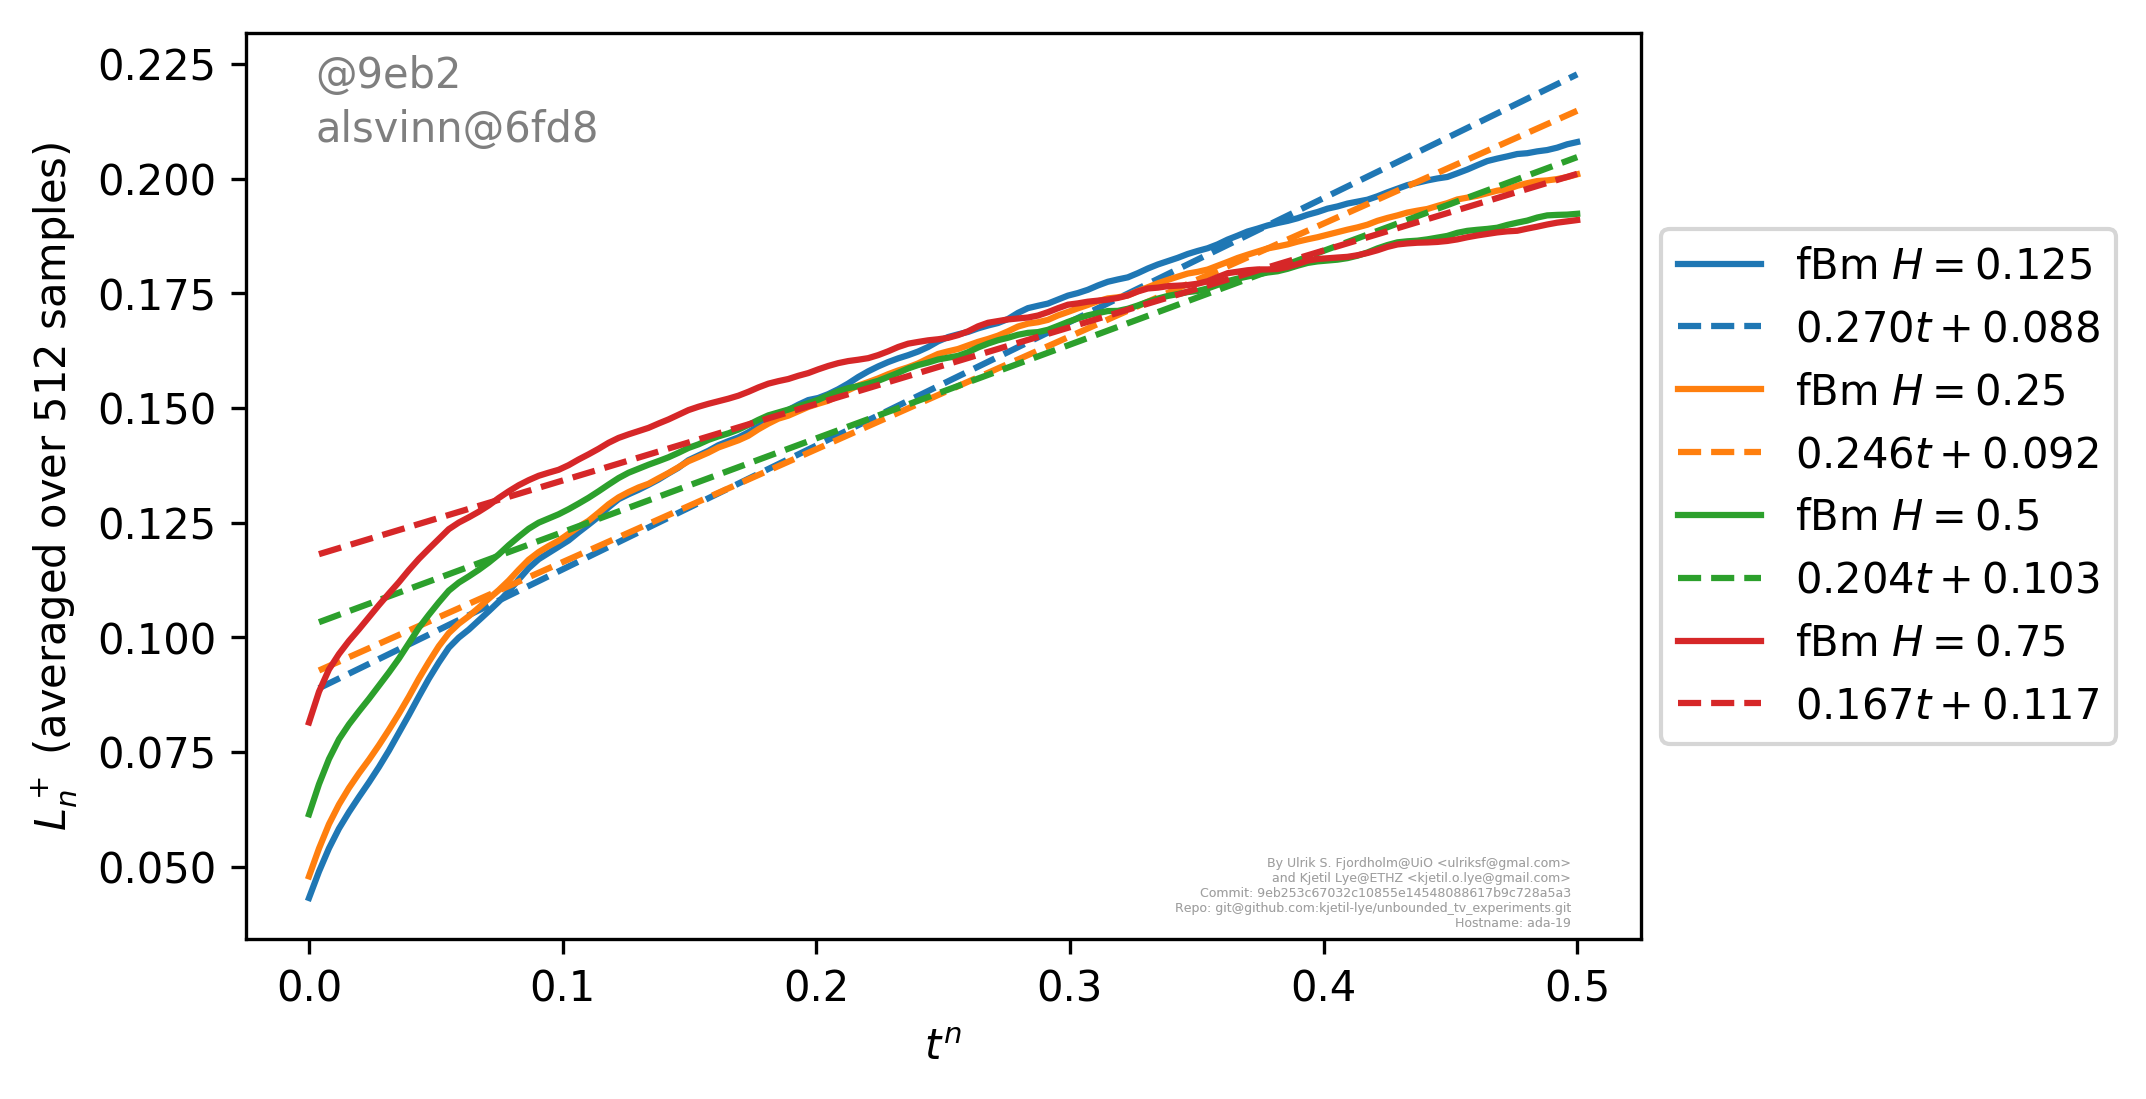 @9eb2
alsvinn@6fd8
0.225
0.200
0.175
0.150
0.125
0.100
0.075
0.050
L_n^+ (averaged over 512 samples)
0.0 0.1 0.2 0.3 0.4 0.5
t^n
fBm H = 0.125
0.270t + 0.088
fBm H = 0.25
0.246t + 0.092
fBm H = 0.5
0.204t + 0.103
fBm H = 0.75
0.167t + 0.117
By Ulrik S. Fjordholm@UiO <ulriksf@gmal.com>
and Kjetil Lye@ETHZ <kjetil.o.lye@gmail.com>
Commit: 9eb253c67032c10855e14548088617b9c728a5a3
Repo: git@github.com:kjetil-lye/unbounded_tv_experiments.git
Hostname: ada-19